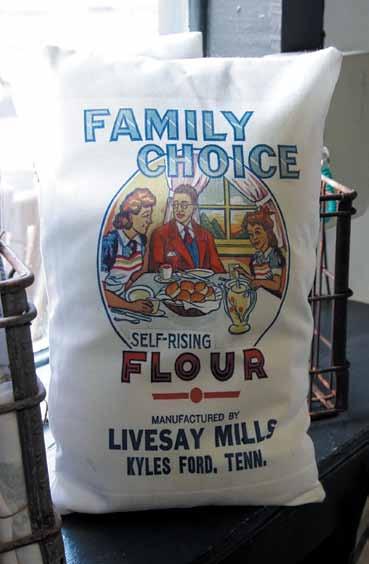 FAMILY
CHOICE
SELF-RISING
FLOUR
MANUFACTURED BY
LIVESAY MILLS
KYLES FORD, TENN.